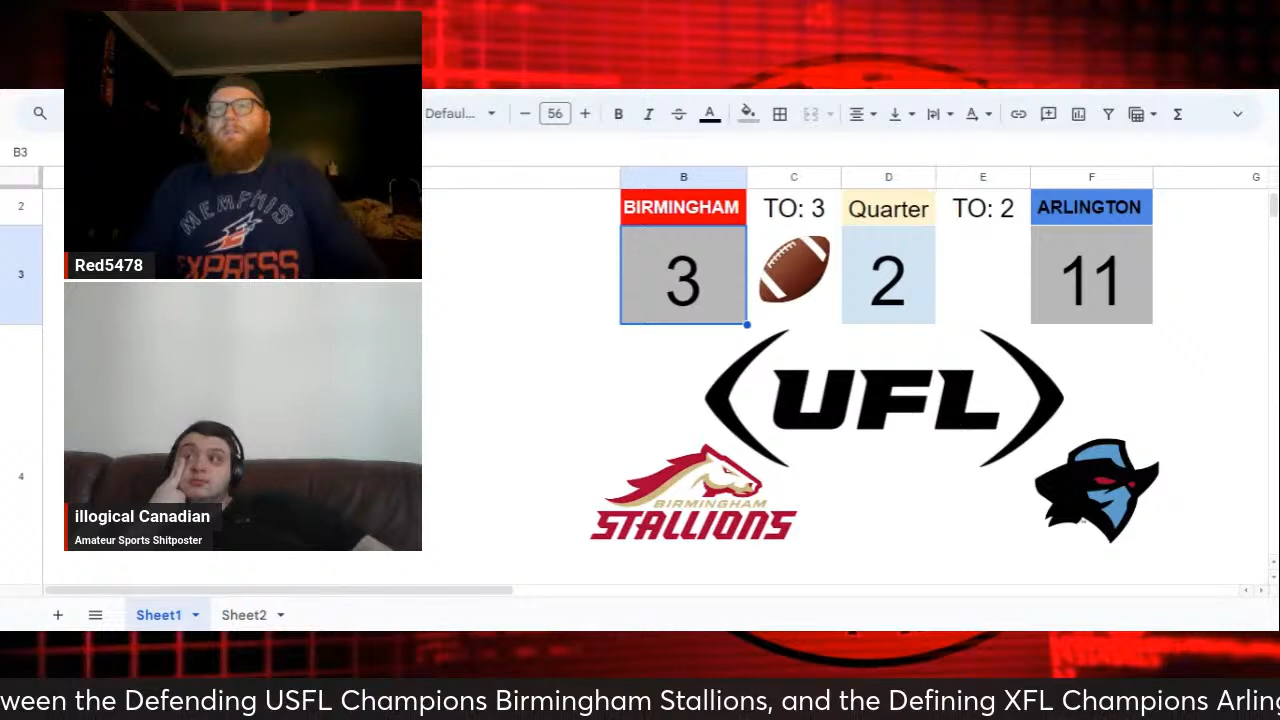 MEMPHIS
EXPRESS
Red5478
illogical Canadian
Amateur Sports Shitposter
Defaul...
56
B
I
S
A
Σ
B3
B
C
D
E
F
G
2
BIRMINGHAM
TO: 3
Quarter
TO: 2
ARLINGTON
3
3
2
11
4
UFL
BIRMINGHAM
STALLIONS
Sheet1
Sheet2
ween the Defending USFL Champions Birmingham Stallions, and the Defining XFL Champions Arling